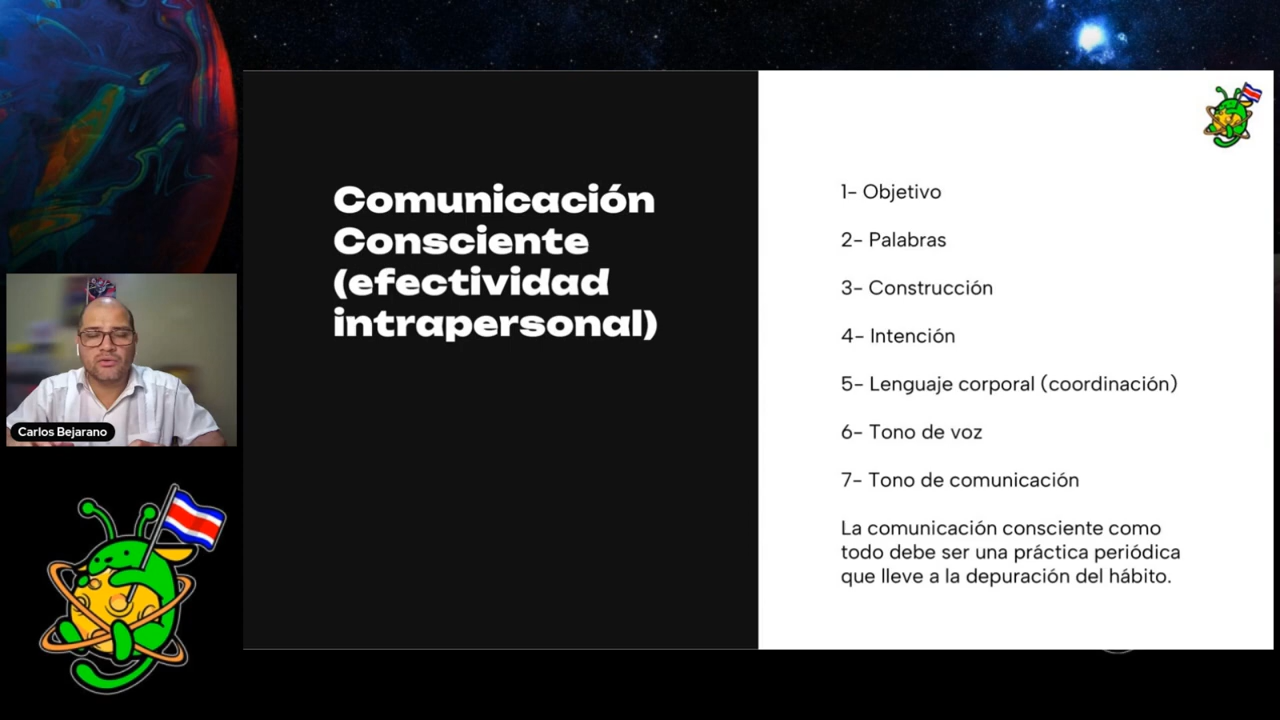 Comunicación
Consciente
(efectividad
intrapersonal)
1- Objetivo
2- Palabras
3- Construcción
4- Intención
5- Lenguaje corporal (coordinación)
6- Tono de voz
7- Tono de comunicación
La comunicación consciente como
todo debe ser una práctica periódica
que lleve a la depuración del hábito.
Carlos Bejarano